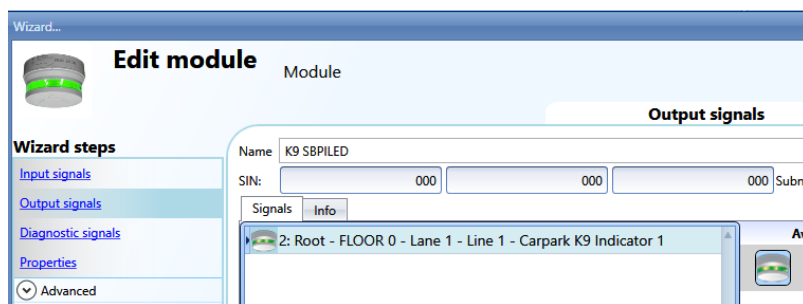 Wizard...
Edit module
Module
Output signals
Wizard steps
Name K9 SBPILED
Input signals
SIN: 000 000 000 Subn
Output signals
Signals Info
Diagnostic signals
2: Root - FLOOR 0 - Lane 1 - Line 1 - Carpark K9 Indicator 1
Properties
Advanced